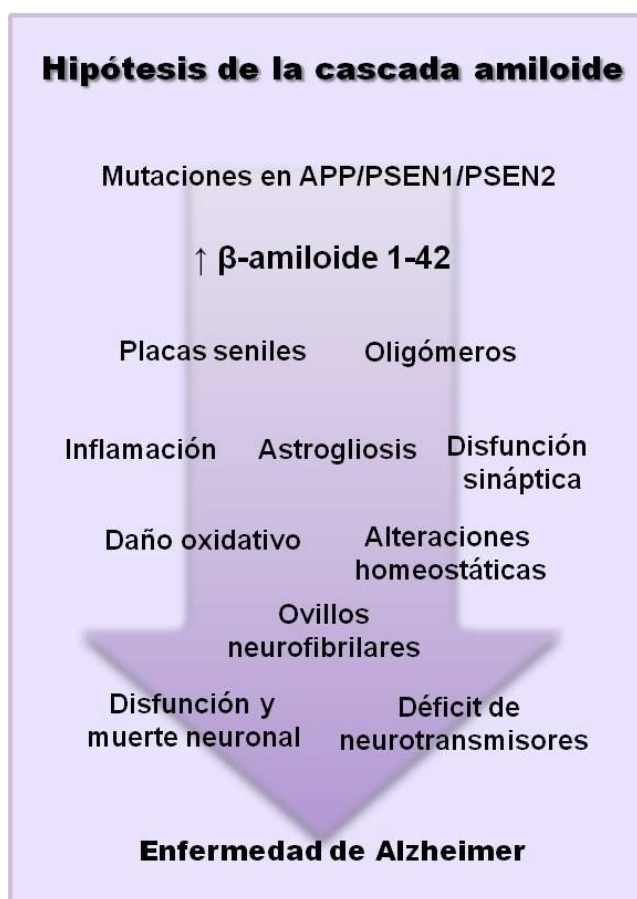 Hipótesis de la cascada amiloide
Mutaciones en APP/PSEN1/PSEN2
↑ β-amiloide 1-42
Placas seniles Oligómeros
Inflamación Astrogliosis Disfunción
sináptica
Daño oxidativo Alteraciones
homeostáticas
Ovillos
neurofibrilares
Disfunción y
muerte neuronal
Déficit de
neurotransmisores
Enfermedad de Alzheimer